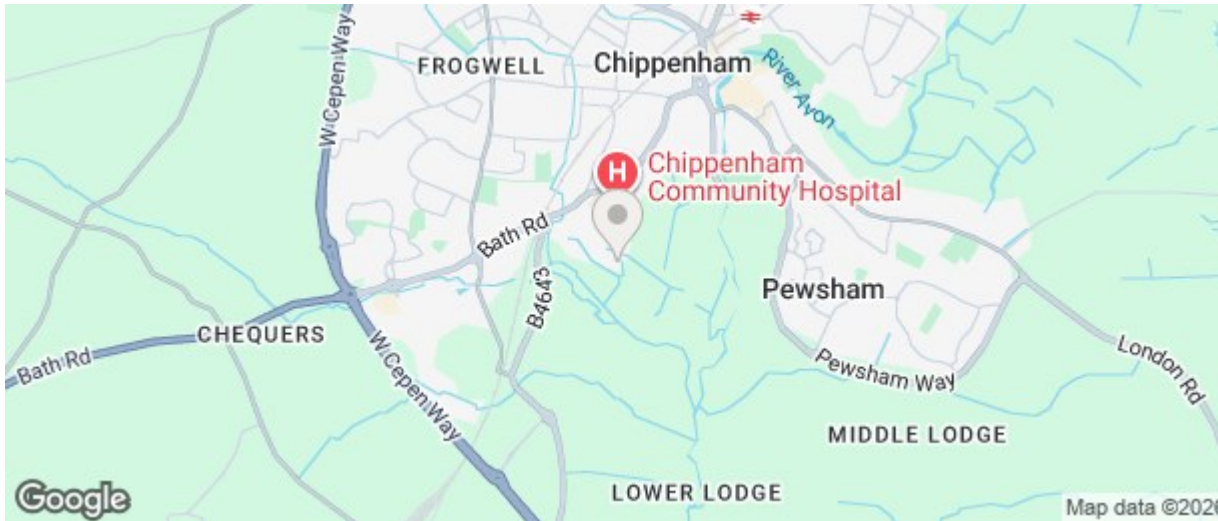 W Cepen Way
FROGWELL
Chippenham
River Avon
H
Chippenham
Community Hospital
Bath Rd
B4643
Pewsham
CHEQUERS
Bath Rd
W Cepen Way
Pewsham Way
London Rd
MIDDLE LODGE
LOWER LODGE
Google
Map data ©2026